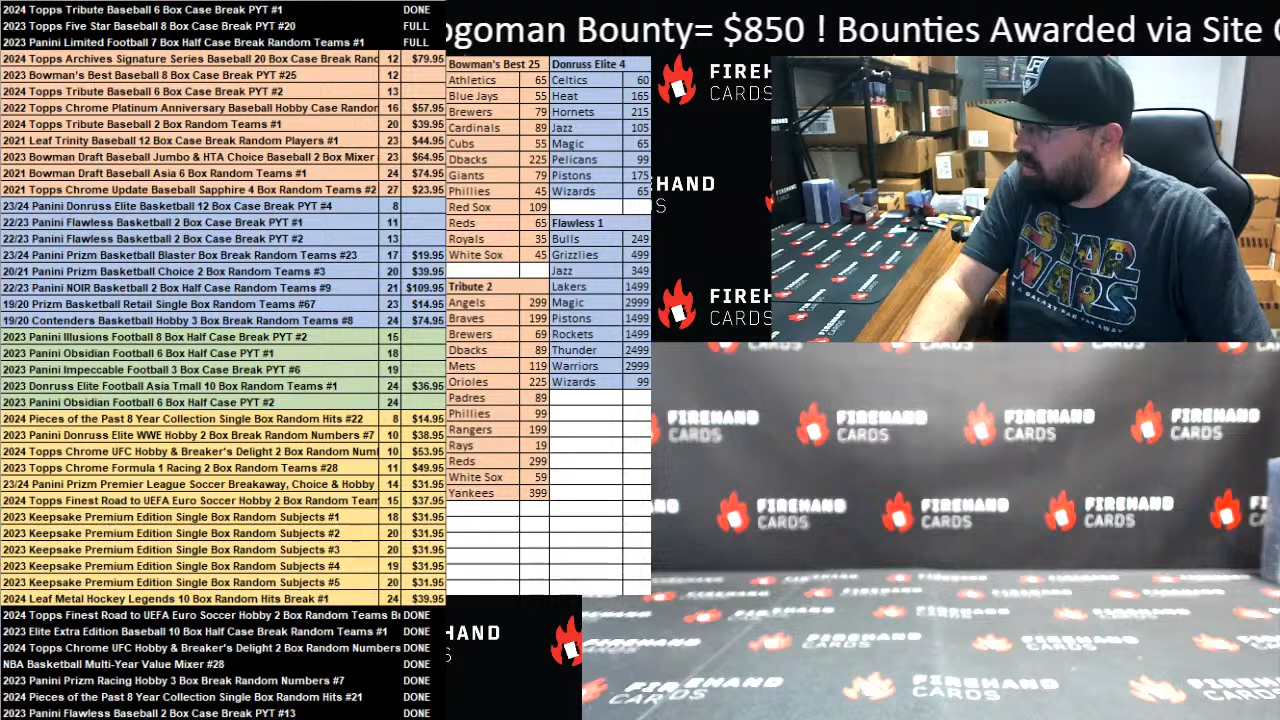 2024 Topps Tribute Baseball 6 Box Case Break PYT #1 DONE
2023 Topps Five Star Baseball 8 Box Case Break PYT #20 FULL
2023 Panini Limited Football 7 Box Half Case Break Random Teams #1 FULL
2024 Topps Archives Signature Series Baseball 20 Box Case Break Ranc 12 $79.95
2023 Bowman's Best Baseball 8 Box Case Break PYT #25 12
2024 Topps Tribute Baseball 6 Box Case Break PYT #2 13
2022 Topps Chrome Platinum Anniversary Baseball Hobby Case Randor 16 $57.95
2024 Topps Tribute Baseball 2 Box Random Teams #1 20 $39.95
2021 Leaf Trinity Baseball 12 Box Case Break Random Players #1 23 $44.95
2023 Bowman Draft Baseball Jumbo & HTA Choice Baseball 2 Box Mixer 23 $64.95
2021 Bowman Draft Baseball Asia 6 Box Random Teams #1 24 $74.95
2021 Topps Chrome Update Baseball Sapphire 4 Box Random Teams #2 27 $23.95
23/24 Panini Donruss Elite Basketball 12 Box Case Break PYT #4 8
22/23 Panini Flawless Basketball 2 Box Case Break PYT #1 11
22/23 Panini Flawless Basketball 2 Box Case Break PYT #2 13
23/24 Panini Prizm Basketball Blaster Box Break Random Teams #23 17 $19.95
20/21 Panini Prizm Basketball Choice 2 Box Random Teams #3 20 $39.95
22/23 Panini NOIR Basketball 2 Box Half Case Break Random Teams #9 21 $109.95
19/20 Prizm Basketball Retail Single Box Random Teams #67 23 $14.95
19/20 Contenders Basketball Hobby 3 Box Break Random Teams #8 24 $74.95
2023 Panini Illusions Football 8 Box Half Case Break PYT #2 15
2023 Panini Obsidian Football 6 Box Half Case PYT #1 18
2023 Panini Impeccable Football 3 Box Case Break PYT #6 19
2023 Donruss Elite Football Asia Tmall 10 Box Random Teams #1 24 $36.95
2023 Panini Obsidian Football 6 Box Half Case PYT #2 24
2024 Pieces of the Past 8 Year Collection Single Box Random Hits #22 8 $14.95
2023 Panini Donruss Elite WWE Hobby 2 Box Break Random Numbers #7 10 $38.95
2024 Topps Chrome UFC Hobby & Breaker's Delight 2 Box Random Numl 10 $53.95
2023 Topps Chrome Formula 1 Racing 2 Box Random Teams #28 11 $49.95
23/24 Panini Prizm Premier League Soccer Breakaway, Choice & Hobby 14 $31.95
2024 Topps Finest Road to UEFA Euro Soccer Hobby 2 Box Random Team 15 $37.95
2023 Keepsake Premium Edition Single Box Random Subjects #1 18 $31.95
2023 Keepsake Premium Edition Single Box Random Subjects #2 20 $31.95
2023 Keepsake Premium Edition Single Box Random Subjects #3 20 $31.95
2023 Keepsake Premium Edition Single Box Random Subjects #4 19 $31.95
2023 Keepsake Premium Edition Single Box Random Subjects #5 20 $31.95
2024 Leaf Metal Hockey Legends 10 Box Random Hits Break #1 24 $39.95
2024 Topps Finest Road to UEFA Euro Soccer Hobby 2 Box Random Teams Bi DONE
2023 Elite Extra Edition Baseball 10 Box Half Case Break Random Teams #1 DONE
2024 Topps Chrome UFC Hobby & Breaker's Delight 2 Box Random Numbers DONE
NBA Basketball Multi-Year Value Mixer #28 DONE
2023 Panini Prizm Racing Hobby 3 Box Break Random Numbers #7 DONE
2024 Pieces of the Past 8 Year Collection Single Box Random Hits #21 DONE
2023 Panini Flawless Baseball 2 Box Case Break PYT #13 DONE
ogoman Bounty= $850 ! Bounties Awarded via Site
Bowman's Best 25
Athletics 65
Blue Jays 55
Brewers 79
Cardinals 89
Cubs 55
Dbacks 225
Giants 79
Phillies 45
Red Sox 109
Reds 65
Royals 35
White Sox 45
Tribute 2
Angels 299
Braves 199
Brewers 69
Dbacks 89
Mets 119
Orioles 225
Padres 89
Phillies 99
Rangers 199
Rays 19
Reds 299
White Sox 59
Yankees 399
Donruss Elite 4
Celtics 60
Heat 165
Hornets 215
Jazz 105
Magic 65
Pelicans 99
Pistons 175
Wizards 65
Flawless 1
Bulls 249
Grizzlies 499
Jazz 349
Lakers 1499
Magic 2999
Pistons 1499
Rockets 1499
Thunder 2499
Warriors 2999
Wizards 99
FIREH
CARDS
EHAND
S
FIREH
CARDS
HAND
S
STAR
WARS
A GALAXY FAR FAR AWAY
FIREHAND
CARDS
FIREHAND
CARDS
FIREHAND
CARDS
FIREHAND
CARDS
FIREHAND
CARDS
FIREHAND
CARDS
FIREHAND
CARDS
FIREHAND
CARDS
FIREHAND
CARDS